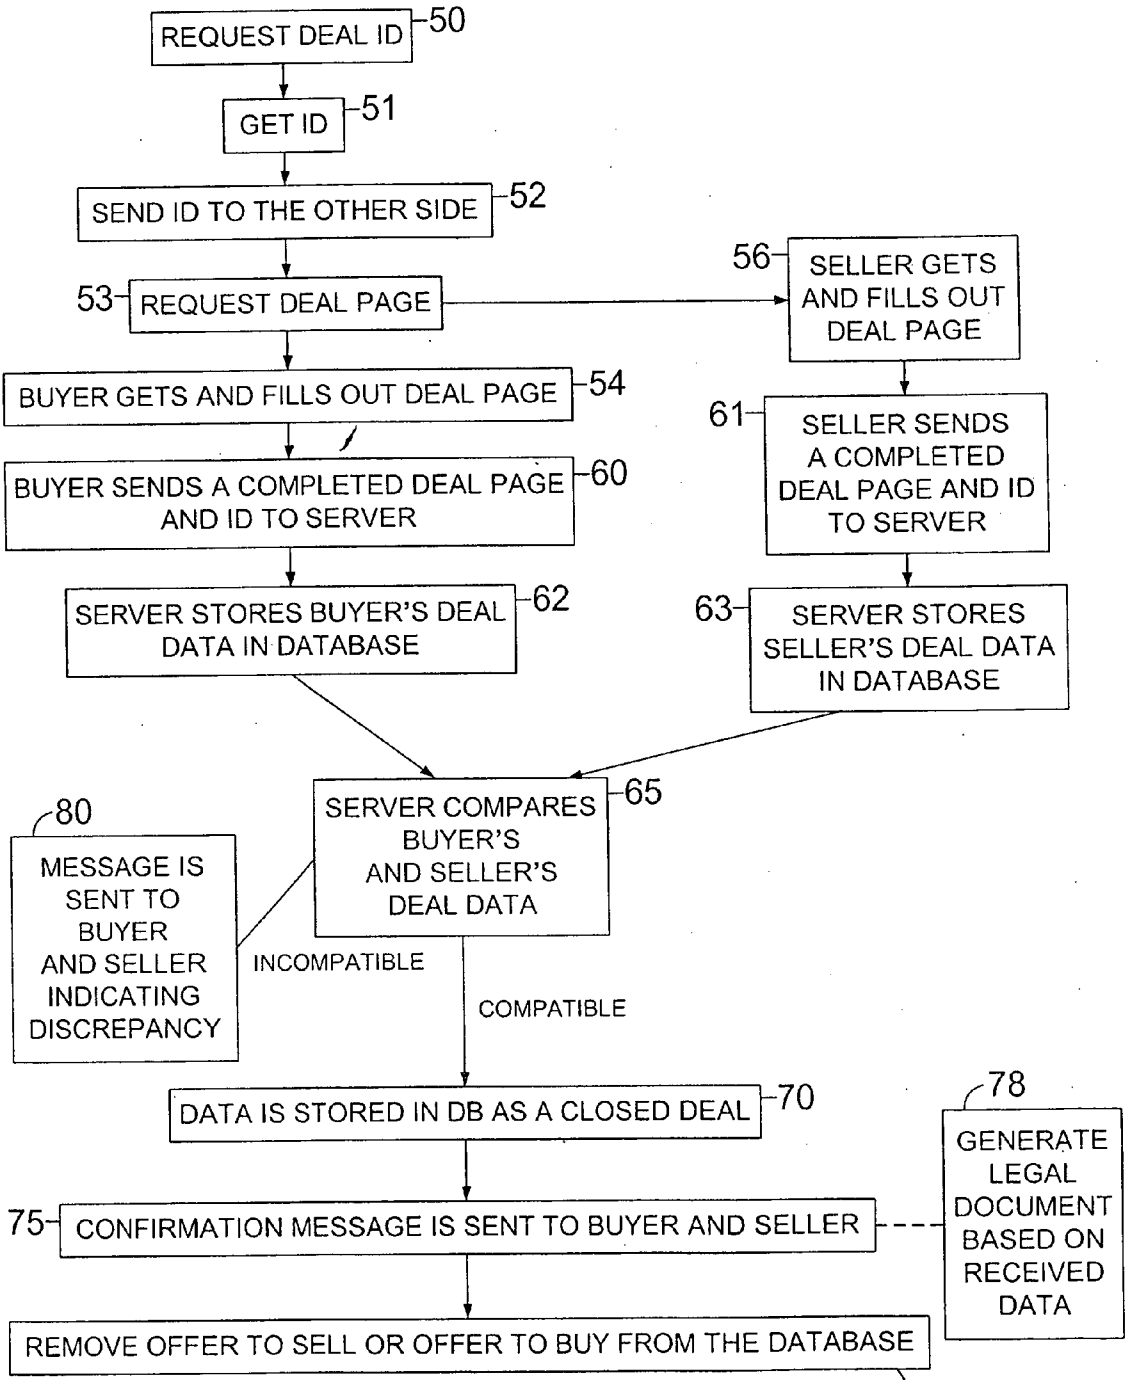 REQUEST DEAL ID
50
GET ID
51
SEND ID TO THE OTHER SIDE
52
53
REQUEST DEAL PAGE
56
SELLER GETS
AND FILLS OUT
DEAL PAGE
BUYER GETS AND FILLS OUT DEAL PAGE
54
61
SELLER SENDS
A COMPLETED
DEAL PAGE AND ID
TO SERVER
BUYER SENDS A COMPLETED DEAL PAGE
AND ID TO SERVER
60
SERVER STORES BUYER'S DEAL
DATA IN DATABASE
62
63
SERVER STORES
SELLER'S DEAL DATA
IN DATABASE
SERVER COMPARES
BUYER'S
AND SELLER'S
DEAL DATA
65
80
MESSAGE IS
SENT TO
BUYER
AND SELLER
INDICATING
DISCREPANCY
INCOMPATIBLE
COMPATIBLE
DATA IS STORED IN DB AS A CLOSED DEAL
70
78
GENERATE
LEGAL
DOCUMENT
BASED ON
RECEIVED
DATA
75
CONFIRMATION MESSAGE IS SENT TO BUYER AND SELLER
REMOVE OFFER TO SELL OR OFFER TO BUY FROM THE DATABASE